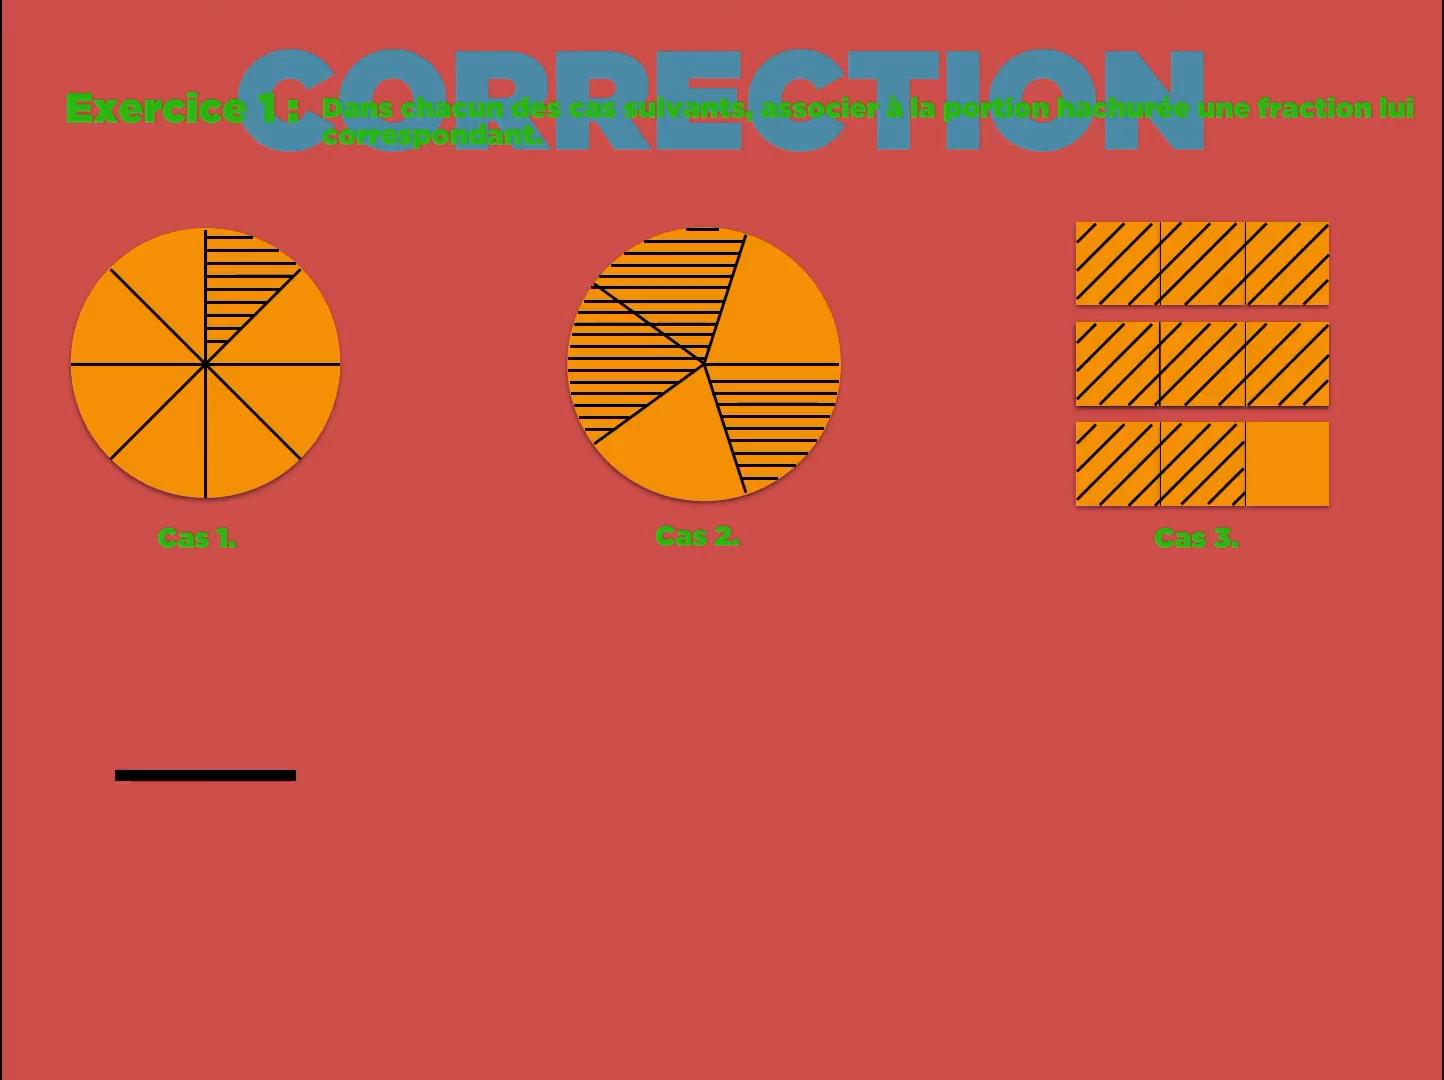 CORRECTION
Exercice 1 : Dans chacun des cas suivants, associer à la portion hachurée une fraction lui
correspondant.
Cas 1.
Cas 2.
Cas 3.